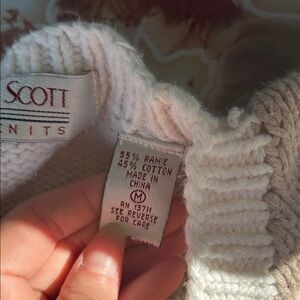 SCOTT
NITS
55% RAMIE
45% COTTON
MADE IN
CHINA
M
RN 13711
SEE REVERSE
FOR CARE